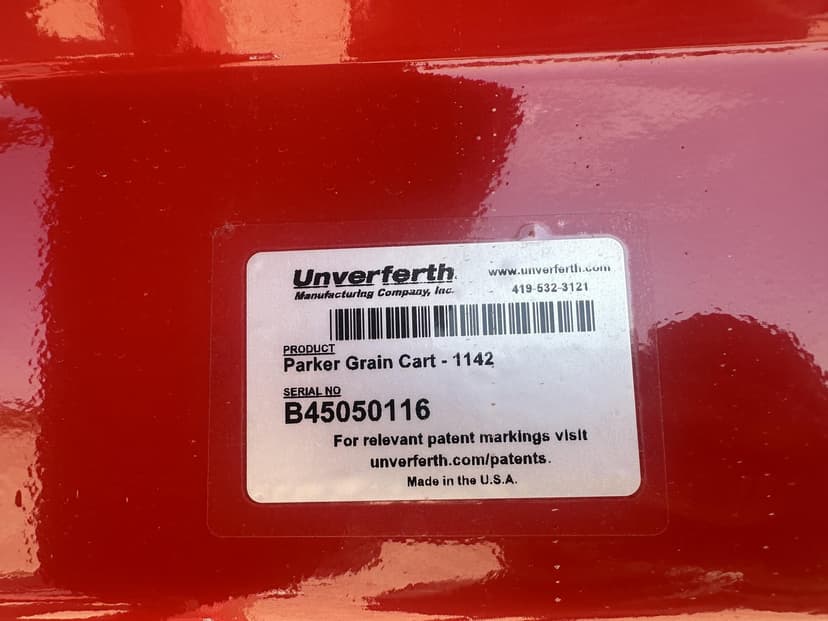 Unverferth
Manufacturing Company, Inc.
www.unverferth.com
419-532-3121
PRODUCT
Parker Grain Cart - 1142
SERIAL NO
B45050116
For relevant patent markings visit
unverferth.com/patents.
Made in the U.S.A.